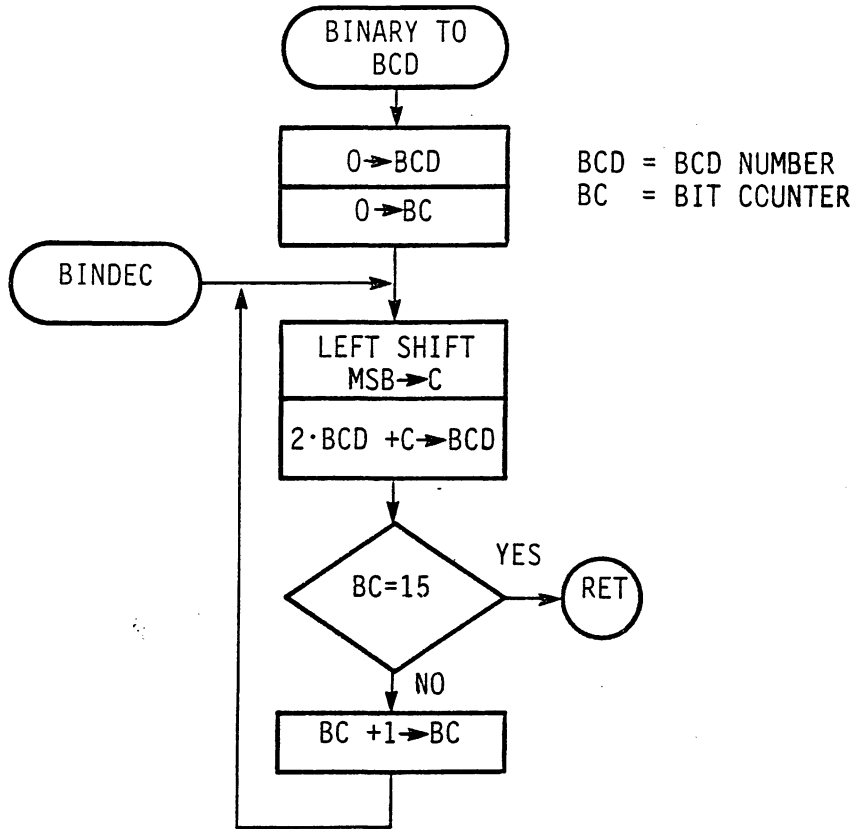 BINARY TO
BCD
0→BCD
0→BC
BCD = BCD NUMBER
BC = BIT COUNTER
BINDEC
LEFT SHIFT
MSB→C
2·BCD +C→BCD
BC=15
YES
RET
NO
BC +1→BC